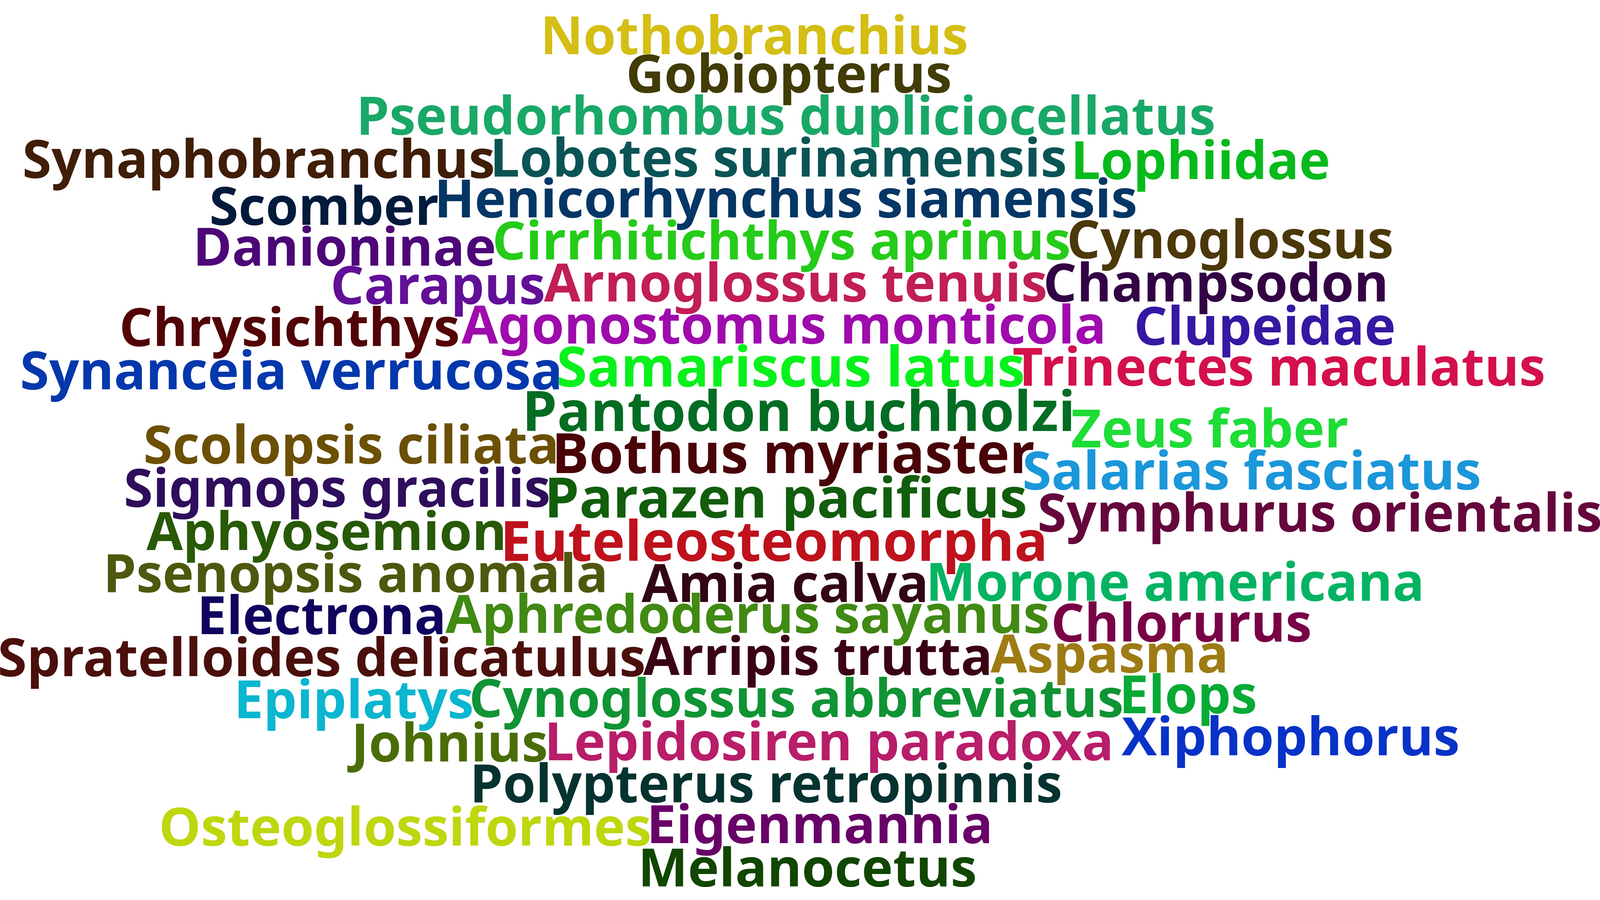 Nothobranchius
Gobiopterus
Pseudorhombus dupliciocellatus
Synaphobranchus Lobotes surinamensis Lophiidae
Scomber Henicorhynchus siamensis
Danioninae Cirrhitichthys aprinus Cynoglossus
Carapus Arnoglossus tenuis Champsodon
Chrysichthys Agonostomus monticola Clupeidae
Synanceia verrucosa Samariscus latus Trinectes maculatus
Pantodon buchholzi Zeus faber
Scolopsis ciliata Bothus myriaster Salarias fasciatus
Sigmops gracilis Parazen pacificus Symphurus orientalis
Aphyosemion Euteleosteomorpha
Psenopsis anomala Amia calva Morone americana
Electrona Aphredoderus sayanus Chlorurus
Spratelloides delicatulus Arripis trutta Aspasma
Epiplatys Cynoglossus abbreviatus Elops
Johnius Lepidosiren paradoxa Xiphophorus
Polypterus retropinnis
Osteoglossiformes Eigenmannia
Melanocetus